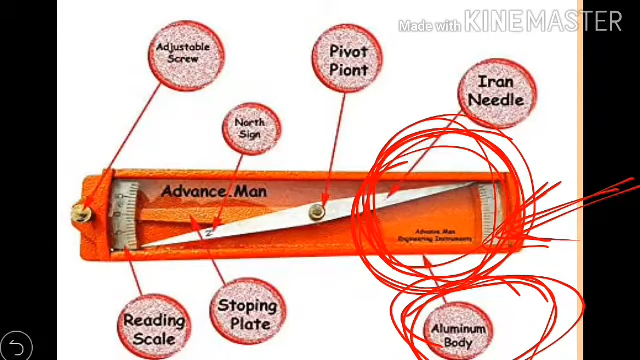 Made with KINEMASTER
Adjustable
Screw
Pivot
Piont
Iran
Needle
North
Sign
Advance Man
N
Advance Man
Engineering Instruments
Reading
Scale
Stoping
Plate
Aluminum
Body